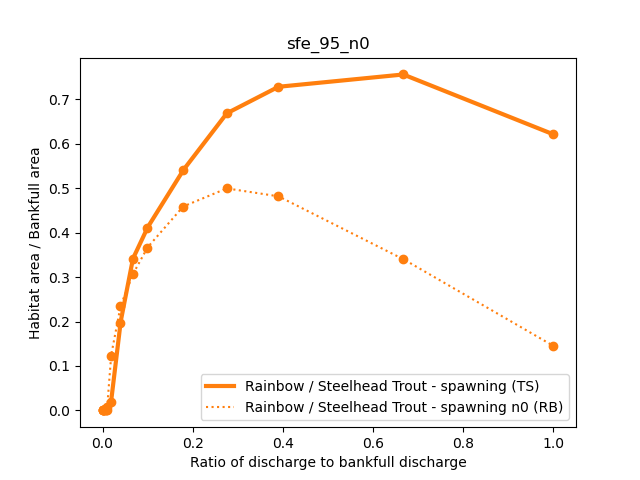 sfe_95_n0
Habitat area / Bankfull area
0.7
0.6
0.5
0.4
0.3
0.2
0.1
0.0
Rainbow / Steelhead Trout - spawning (TS)
Rainbow / Steelhead Trout - spawning n0 (RB)
0.0 0.2 0.4 0.6 0.8 1.0
Ratio of discharge to bankfull discharge